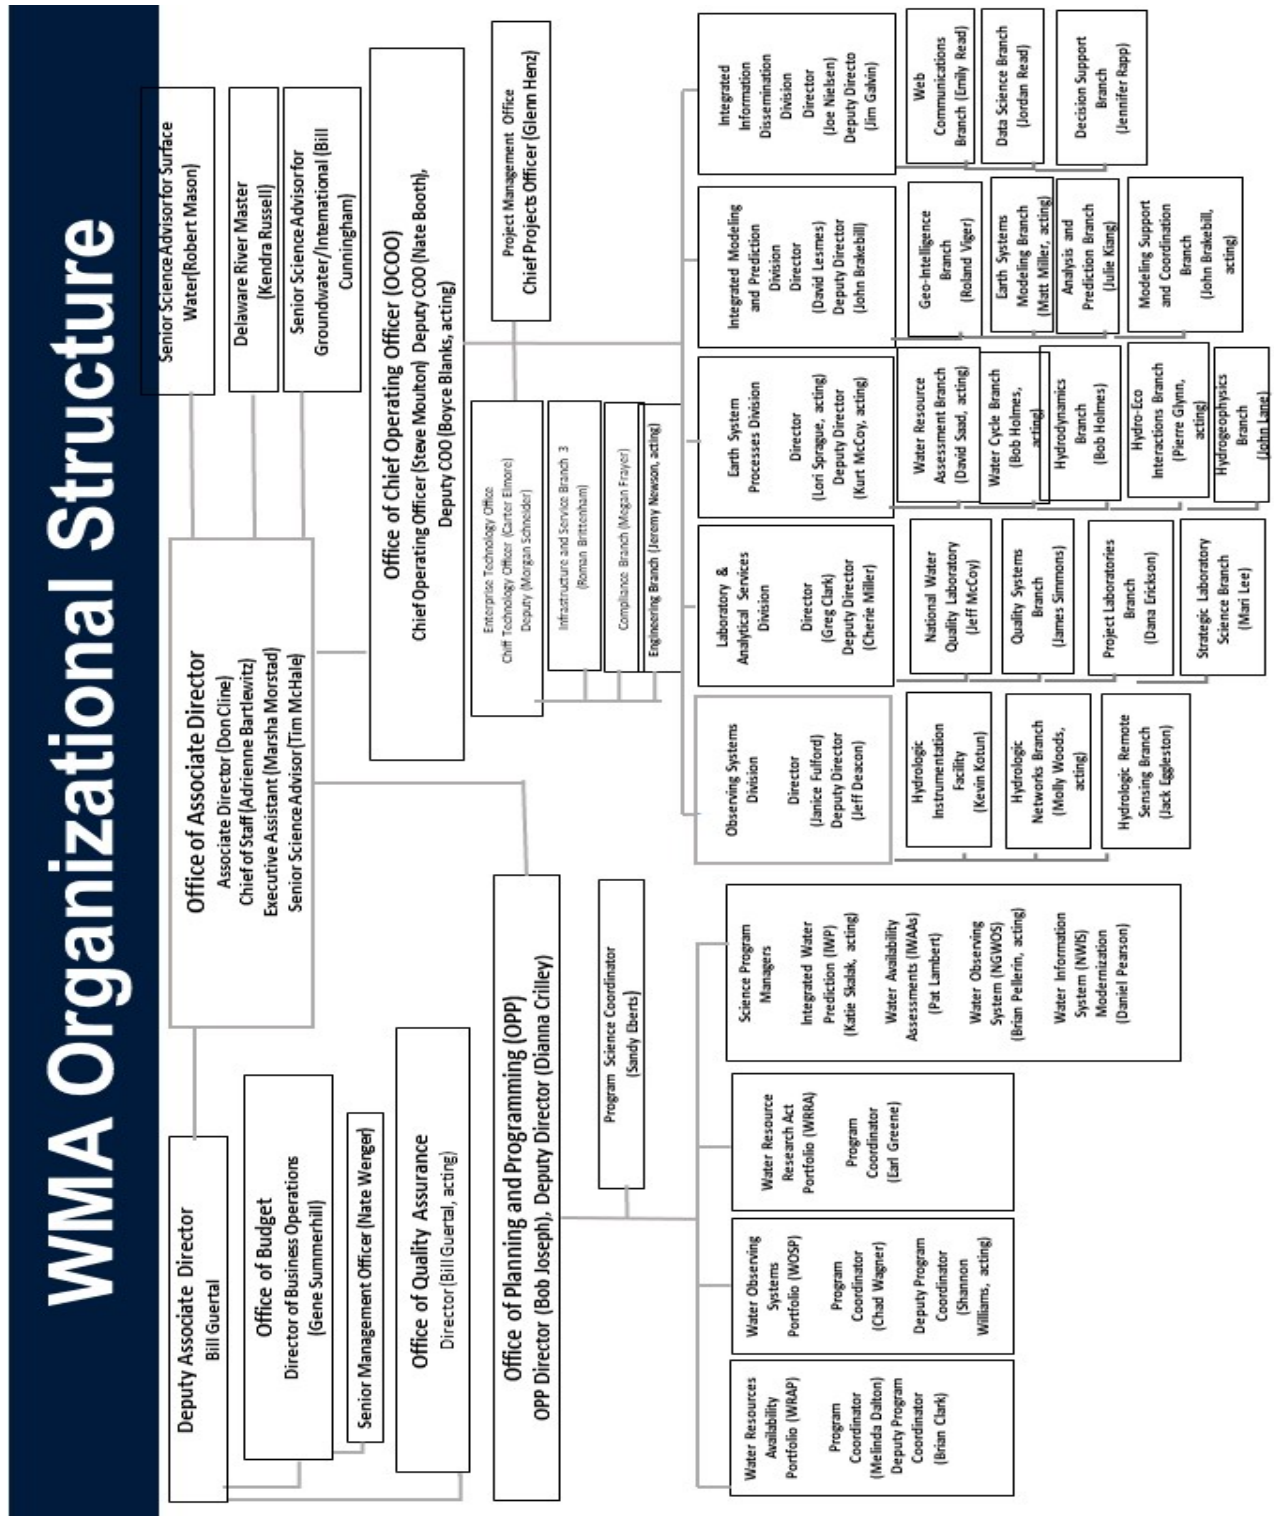 WMA Organizational Structure
Deputy Associate Director
Bill Guertal
Office of Budget
Director of Business Operations
(Gene Summerhill)
Senior Management Officer (Nate Wenger)
Office of Quality Assurance
Director (Bill Guertal, acting)
Office of Associate Director
Associate Director (Don Cline)
Chief of Staff (Adrienne Bartlewitz)
Executive Assistant (Marsha Morstad)
Senior Science Advisor (Tim McHale)
Senior Science Advisor for Surface
Water(Robert Mason)
Delaware River Master
(Kendra Russell)
Senior Science Advisor for
Groundwater/International (Bill
Cunningham)
Office of Chief Operating Officer (OCOO)
Chief Operating Officer (Steve Moulton) Deputy COO (Nate Booth),
Deputy COO (Boyce Blanks, acting)
Project Management Office
Chief Projects Officer (Glenn Henz)
Enterprise Technology Office
Chiff Technology Officer (Carter Elmore)
Deputy (Morgan Schneider)
Infrastructure and Service Branch 3
(Roman Brittenham)
Compliance Branch (Megan Frayer)
Engineering Branch (Jeremy Newson, acting)
Office of Planning and Programming (OPP)
OPP Director (Bob Joseph), Deputy Director (Dianna Crilley)
Program Science Coordinator
(Sandy Eberts)
Water Resources
Availability
Portfolio (WRAP)
Program
Coordinator
(Melinda Dalton)
Deputy Program
Coordinator
(Brian Clark)
Water Observing
Systems
Portfolio (WOSP)
Program
Coordinator
(Chad Wagner)
Deputy Program
Coordinator
(Shannon
Williams, acting)
Water Resource
Research Act
Portfolio (WRRA)
Program
Coordinator
(Earl Greene)
Science Program
Managers
Integrated Water
Prediction (IWP)
(Katie Skalak, acting)
Water Availability
Assessments (IWAAs)
(Pat Lambert)
Water Observing
System (NGWOS)
(Brian Pellerin, acting)
Water Information
System (NWIS)
Modernization
(Daniel Pearson)
Observing Systems
Division
Director
(Janice Fulford)
Deputy Director
(Jeff Deacon)
Hydrologic
Instrumentation
Facility
(Kevin Kotun)
Hydrologic
Networks Branch
(Molly Woods,
acting)
Hydrologic Remote
Sensing Branch
(Jack Eggleston)
Laboratory &
Analytical Services
Division
Director
(Greg Clark)
Deputy Director
(Cherie Miller)
National Water
Quality Laboratory
(Jeff McCoy)
Quality Systems
Branch
(James Simmons)
Project Laboratories
Branch
(Dana Erickson)
Strategic Laboratory
Science Branch
(Mari Lee)
Earth System
Processes Division
Director
(Lori Sprague, acting)
Deputy Director
(Kurt McCoy, acting)
Water Resource
Assessment Branch
(David Saad, acting)
Water Cycle Branch
(Bob Holmes,
acting)
Hydrodynamics
Branch
(Bob Holmes)
Hydro-Eco
Interactions Branch
(Pierre Glynn,
acting)
Hydrogeophysics
Branch
(John Lane)
Integrated Modeling
and Prediction
Division
Director
(David Lesmes)
Deputy Director
(John Brakebill)
Geo-Intelligence
Branch
(Roland Viger)
Earth Systems
Modeling Branch
(Matt Miller, acting)
Analysis and
Prediction Branch
(Julie Kiang)
Modeling Support
and Coordination
Branch
(John Brakebill,
acting)
Integrated
Information
Dissemination
Division
Director
(Joe Nielsen)
Deputy Directo
(Jim Galvin)
Web
Communications
Branch (Emily Read)
Data Science Branch
(Jordan Read)
Decision Support
Branch
(Jennifer Rapp)